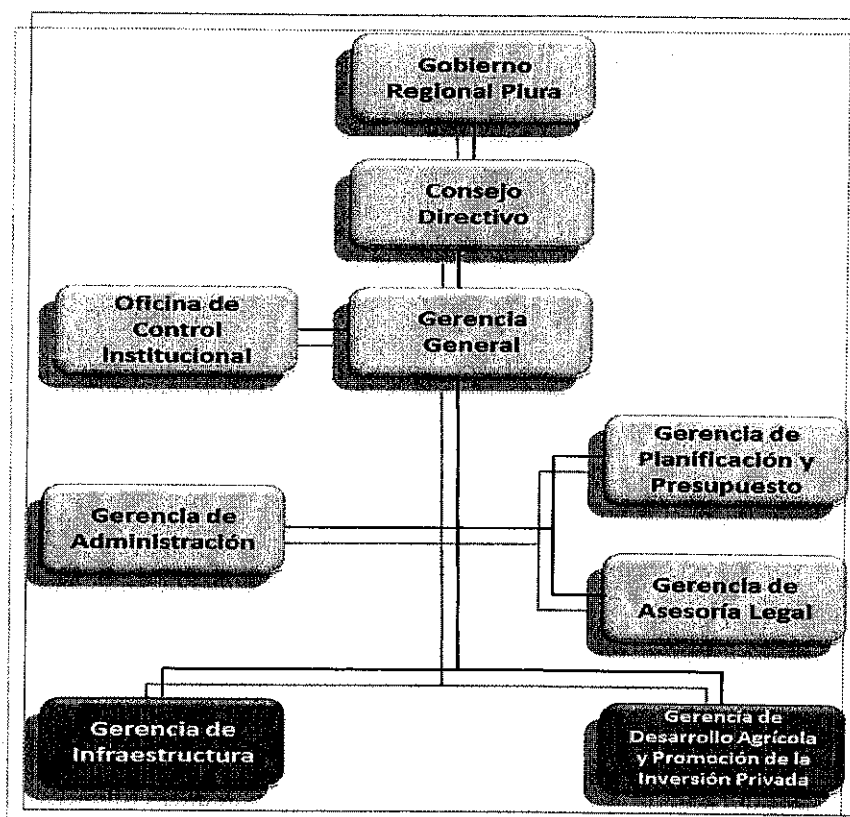 Gobierno
Regional Piura
Consejo
Directivo
Oficina de
Control
Institucional
Gerencia
General
Gerencia de
Planificación y
Presupuesto
Gerencia de
Administración
Gerencia de
Asesoría Legal
Gerencia de
Infraestructura
Gerencia de
Desarrollo Agrícola
y Promoción de la
Inversión Privada